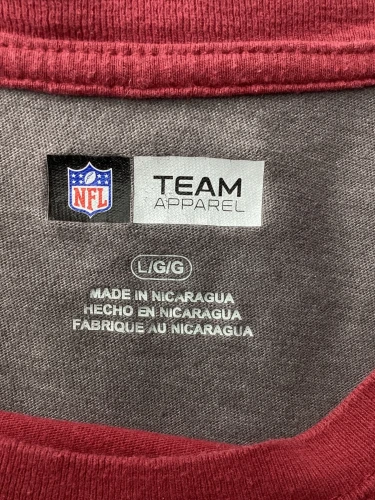 NFL
TEAM
APPAREL
L/G/G
MADE IN NICARAGUA
HECHO EN NICARAGUA
FABRIQUE AU NICARAGUA